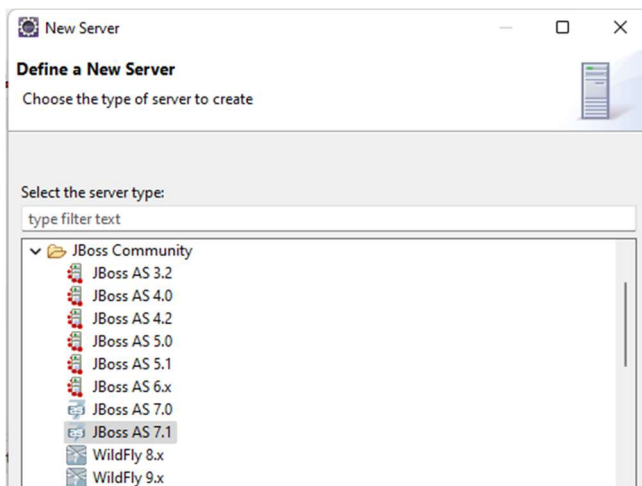 New Server
Define a New Server
Choose the type of server to create
Select the server type:
type filter text
JBoss Community
JBoss AS 3.2
JBoss AS 4.0
JBoss AS 4.2
JBoss AS 5.0
JBoss AS 5.1
JBoss AS 6.x
JBoss AS 7.0
JBoss AS 7.1
WildFly 8.x
WildFly 9.x